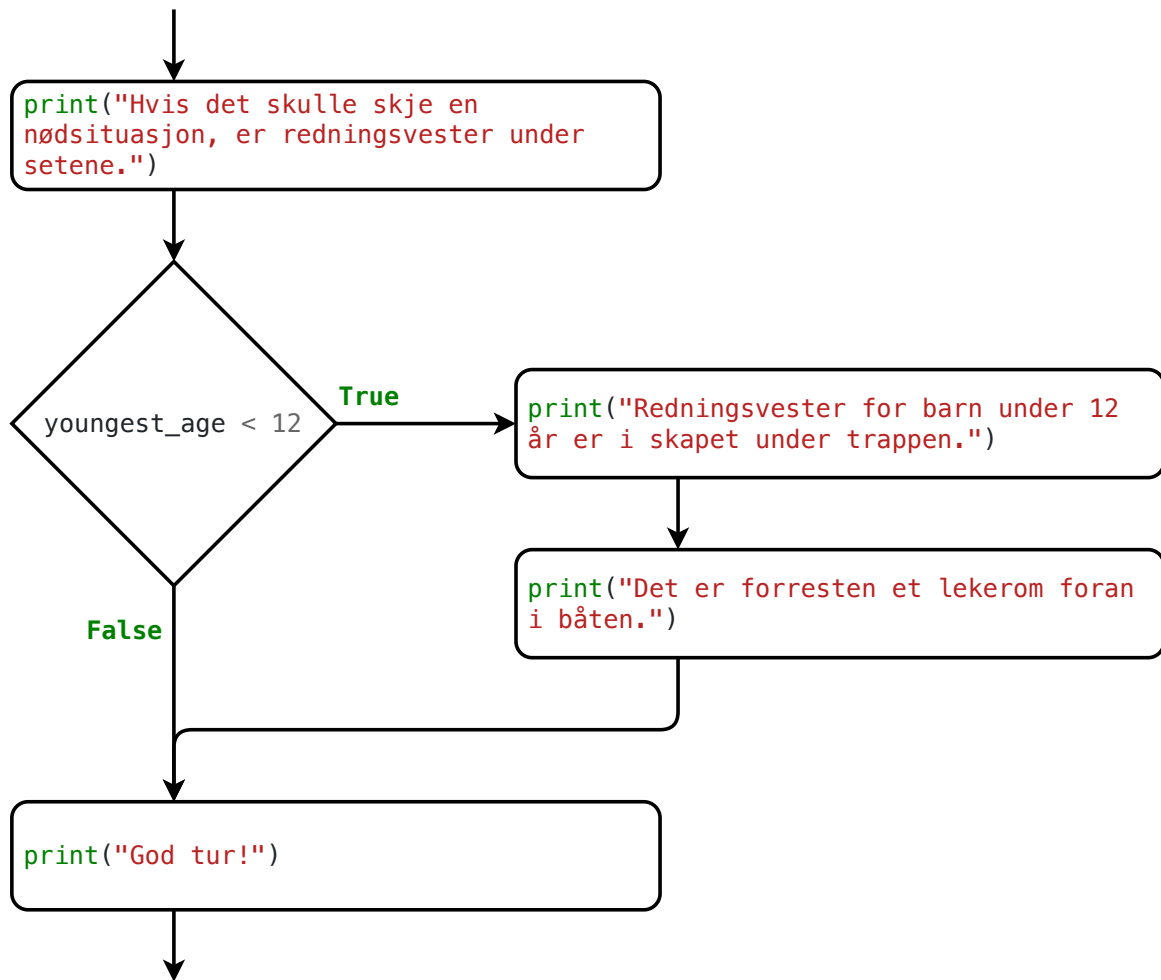 print("Hvis det skulle skje en
nødsituasjon, er redningsvester under
setene.")
youngest_age < 12
True
print("Redningsvester for barn under 12
år er i skapet under trappen.")
print("Det er forresten et lekerom foran
i båten.")
False
print("God tur!")